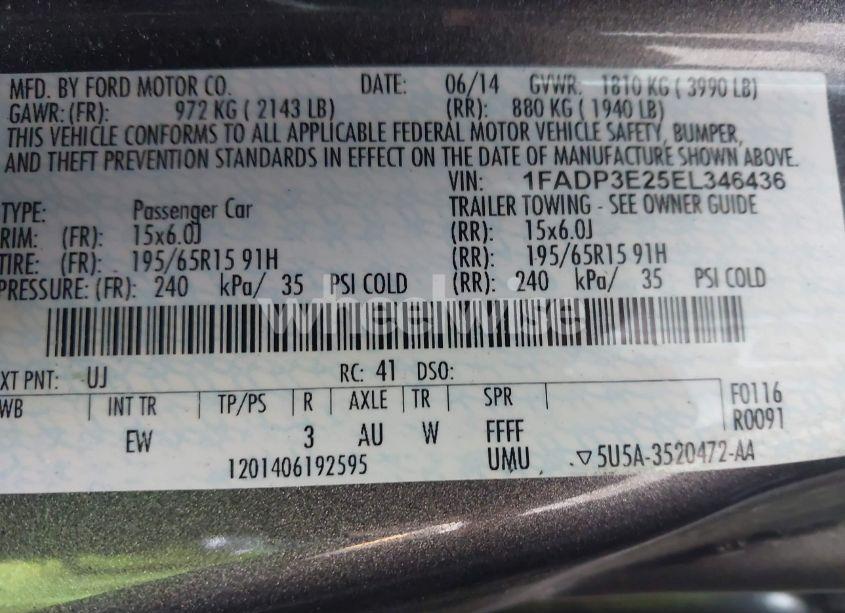 MFD. BY FORD MOTOR CO. DATE: 06/14 GVWR: 1810 KG ( 3990 LB)
GAWR: (FR): 972 KG ( 2143 LB) (RR): 880 KG ( 1940 LB)
THIS VEHICLE CONFORMS TO ALL APPLICABLE FEDERAL MOTOR VEHICLE SAFETY, BUMPER,
AND THEFT PREVENTION STANDARDS IN EFFECT ON THE DATE OF MANUFACTURE SHOWN ABOVE.
VIN: 1FADP3E25EL346436
TYPE: Passenger Car TRAILER TOWING - SEE OWNER GUIDE
RIM: (FR): 15x6.0J (RR): 15x6.0J
TIRE: (FR): 195/65R15 91H (RR): 195/65R15 91H
PRESSURE: (FR): 240 kPa/ 35 PSI COLD (RR): 240 kPa/ 35 PSI COLD
wheelwise
XT PNT: UJ RC: 41 DSO:
WB INT TR TP/PS R AXLE TR SPR F0116
R0091
EW 3 AU W FFFF
1201406192595 UMU 5U5A-3520472-AA